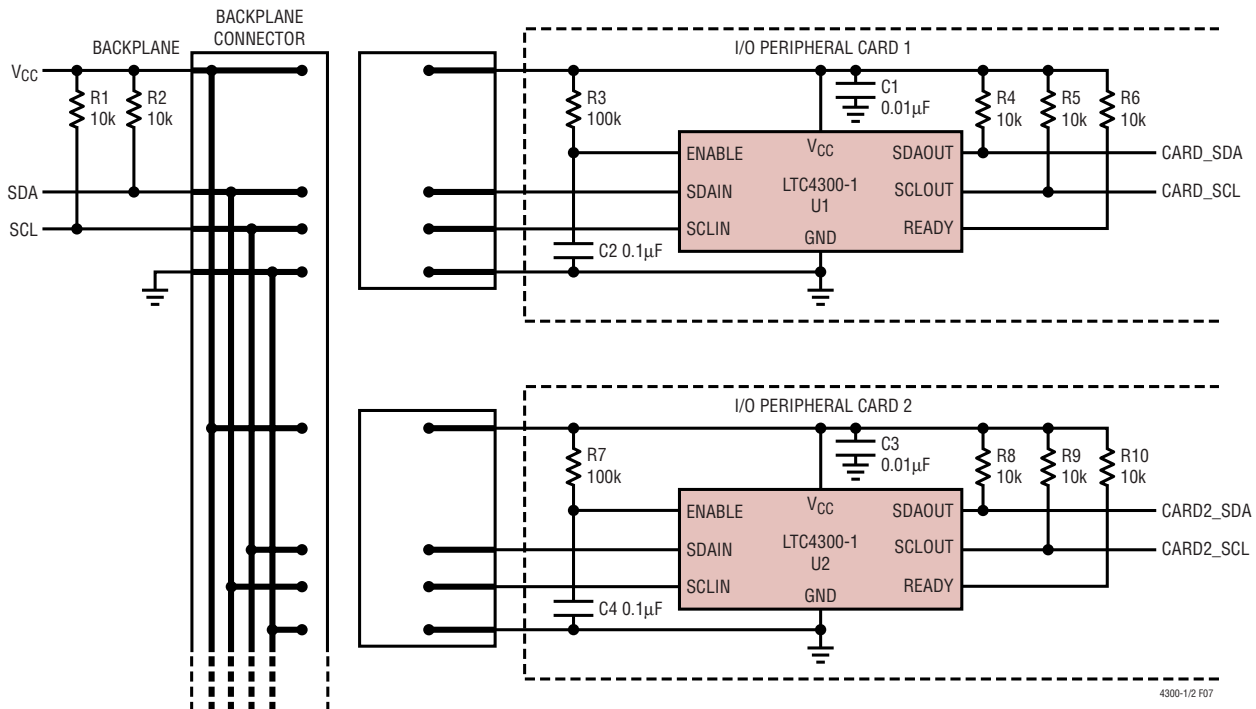 BACKPLANE
BACKPLANE
CONNECTOR
VCC
R1
10k
R2
10k
SDA
SCL
I/O PERIPHERAL CARD 1
R3
100k
C1
0.01μF
R4
10k
R5
10k
R6
10k
ENABLE
VCC
SDAOUT
CARD_SDA
SDAIN
LTC4300-1
U1
SCLOUT
CARD_SCL
SCLIN
GND
READY
C2 0.1μF
I/O PERIPHERAL CARD 2
R7
100k
C3
0.01μF
R8
10k
R9
10k
R10
10k
ENABLE
VCC
SDAOUT
CARD2_SDA
SDAIN
LTC4300-1
U2
SCLOUT
CARD2_SCL
SCLIN
GND
READY
C4 0.1μF
4300-1/2 F07